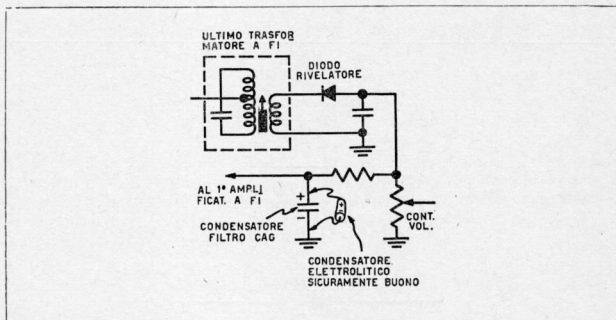 ULTIMO TRASFOR
MATORE A FI
DIODO
RIVELATORE
AL 1º AMPLI
FICAT. A FI
+
−
CONDENSATORE
FILTRO CAG
CONT.
VOL.
CONDENSATORE
ELETTROLITICO
SICURAMENTE BUONO